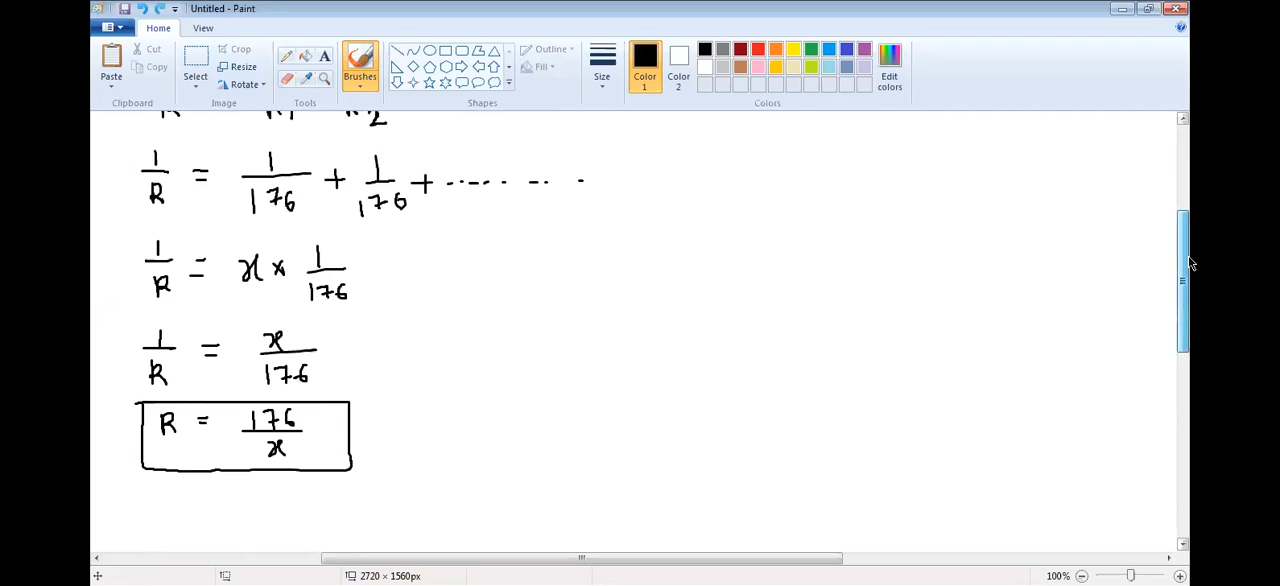 Untitled - Paint
Home View
Paste
Cut
Copy
Clipboard
Select
Crop
Resize
Rotate
Image
A
Tools
Brushes
Outline
Fill
Shapes
Size
Color 1
Color 2
Edit colors
Colors
1/R = 1/176 + 1/176 + ...... .. .
1/R = x × 1/176
1/R = x/176
R = 176/x
2720 × 1560px
100%